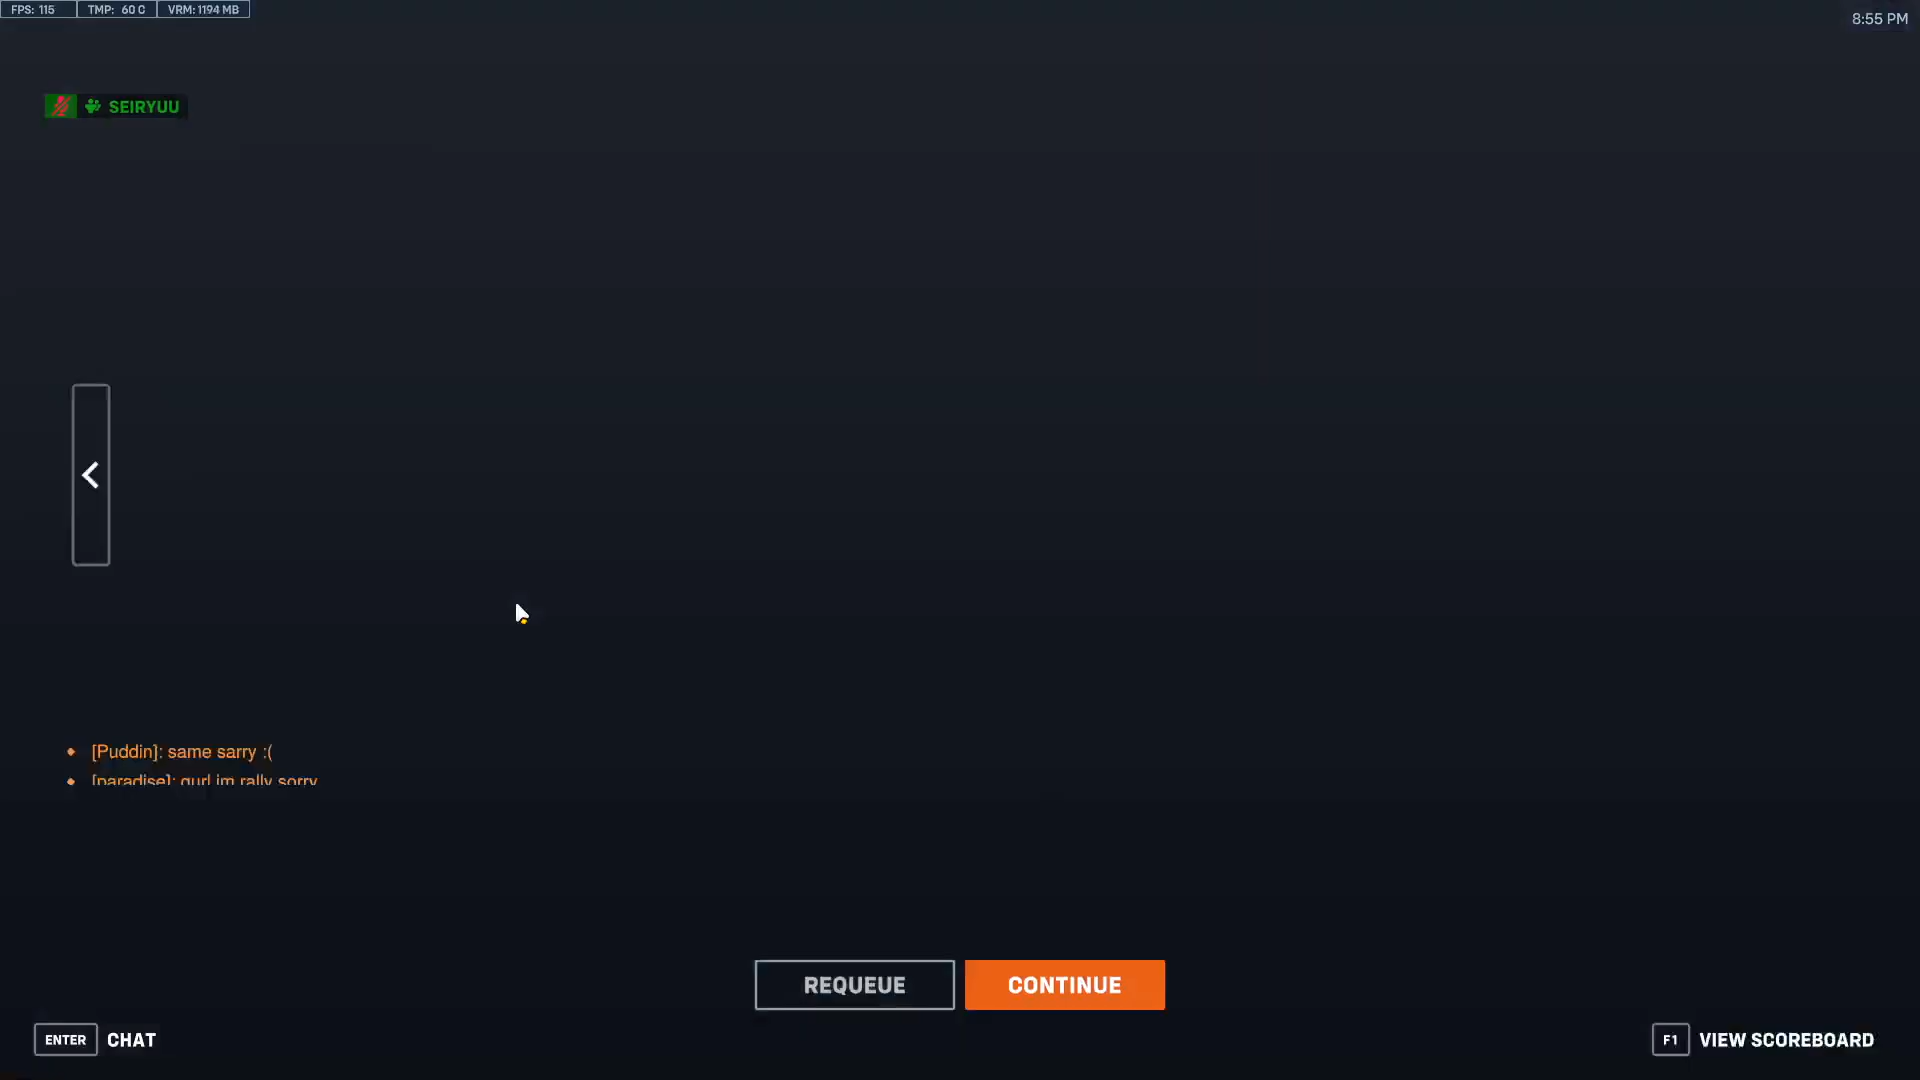 FPS: 115 TMP: 60 C VRM: 1194 MB
8:55 PM
SEIRYUU
[Puddin]: same sarry :(
[paradise]: gurl im rally sorry
REQUEUE CONTINUE
ENTER CHAT
F1 VIEW SCOREBOARD